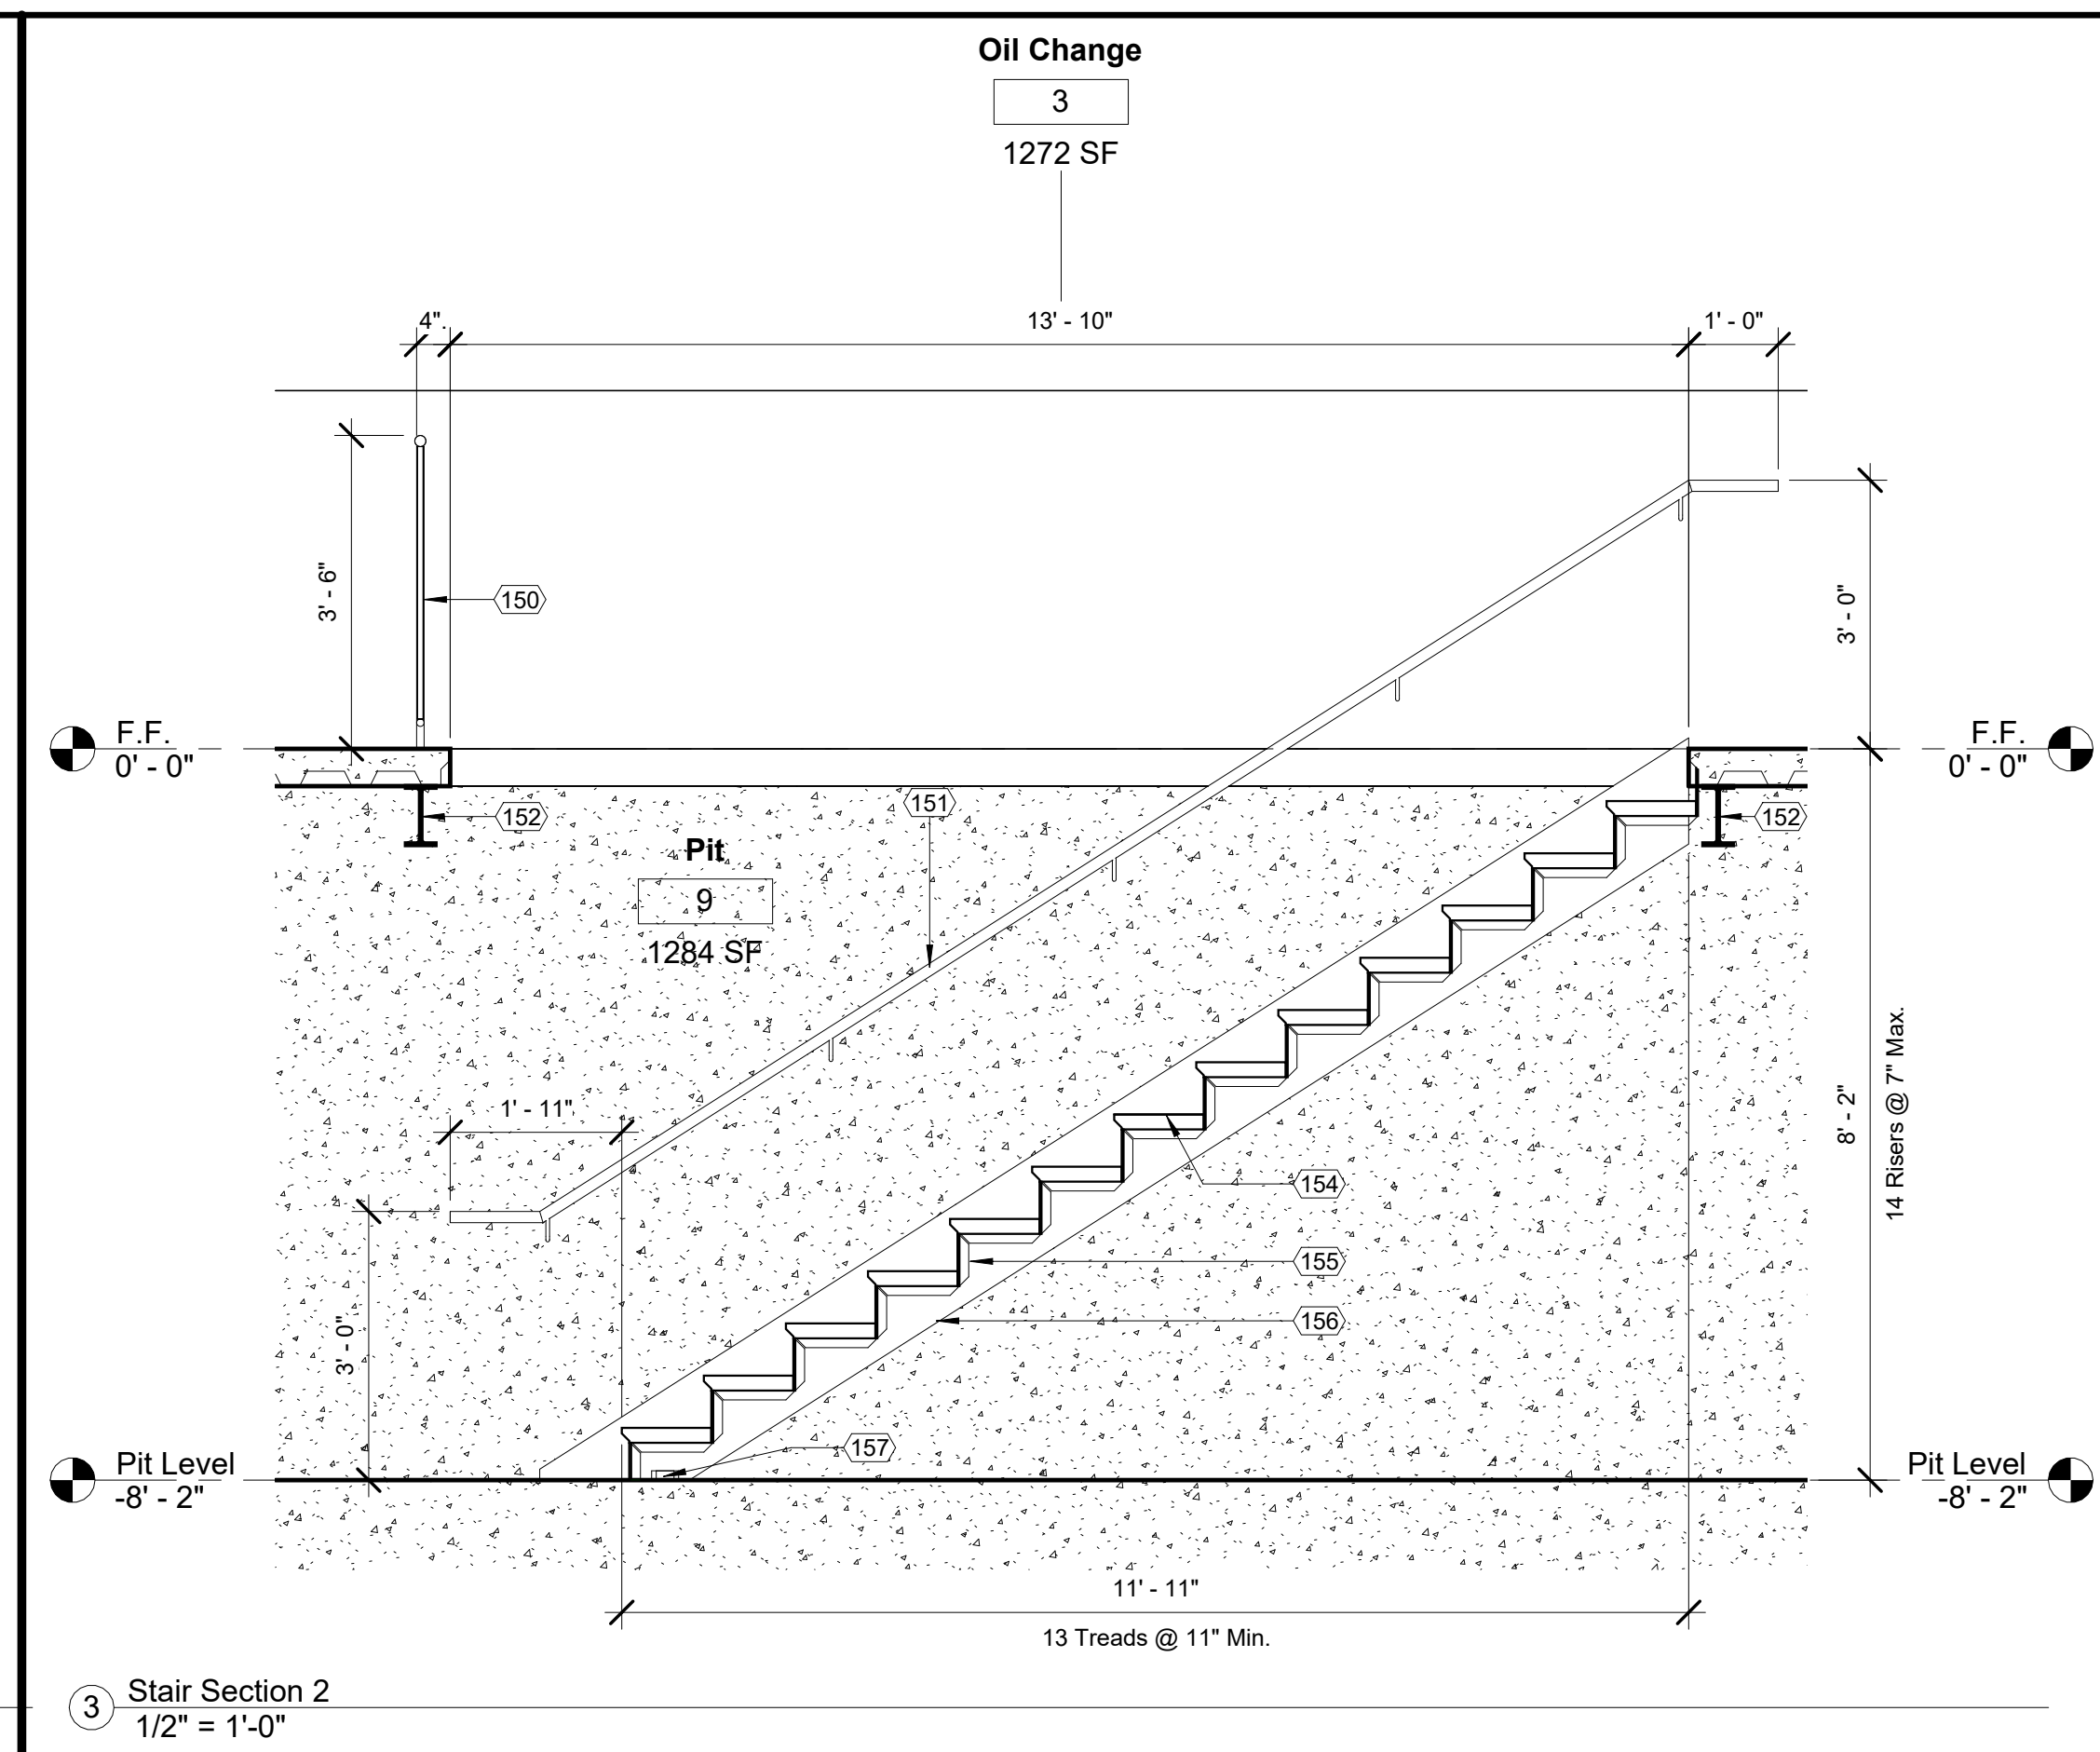 Oil Change
3
1272 SF
4".
13' - 10"
1' - 0"
3' - 6"
150
3' - 0"
F.F.
0' - 0"
F.F.
0' - 0"
151
152
152
Pit
9
1284 SF
1' - 11"
8' - 2"
14 Risers @ 7" Max.
154
155
3' - 0"
156
157
Pit Level
-8' - 2"
Pit Level
-8' - 2"
11' - 11"
13 Treads @ 11" Min.
3
Stair Section 2
1/2" = 1'-0"